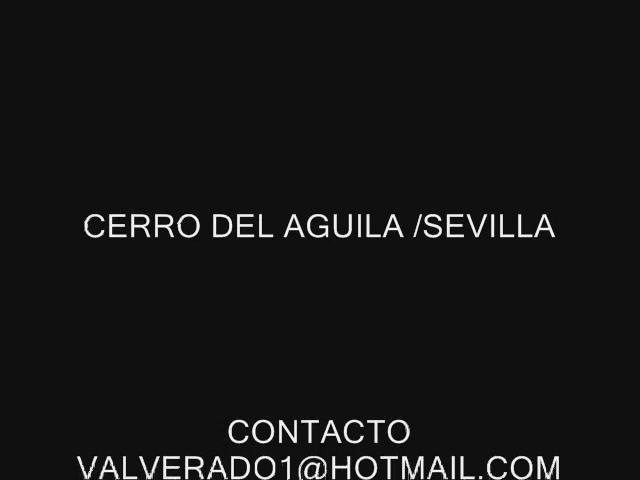 CERRO DEL AGUILA /SEVILLA
CONTACTO
VALVERADO1@HOTMAIL.COM